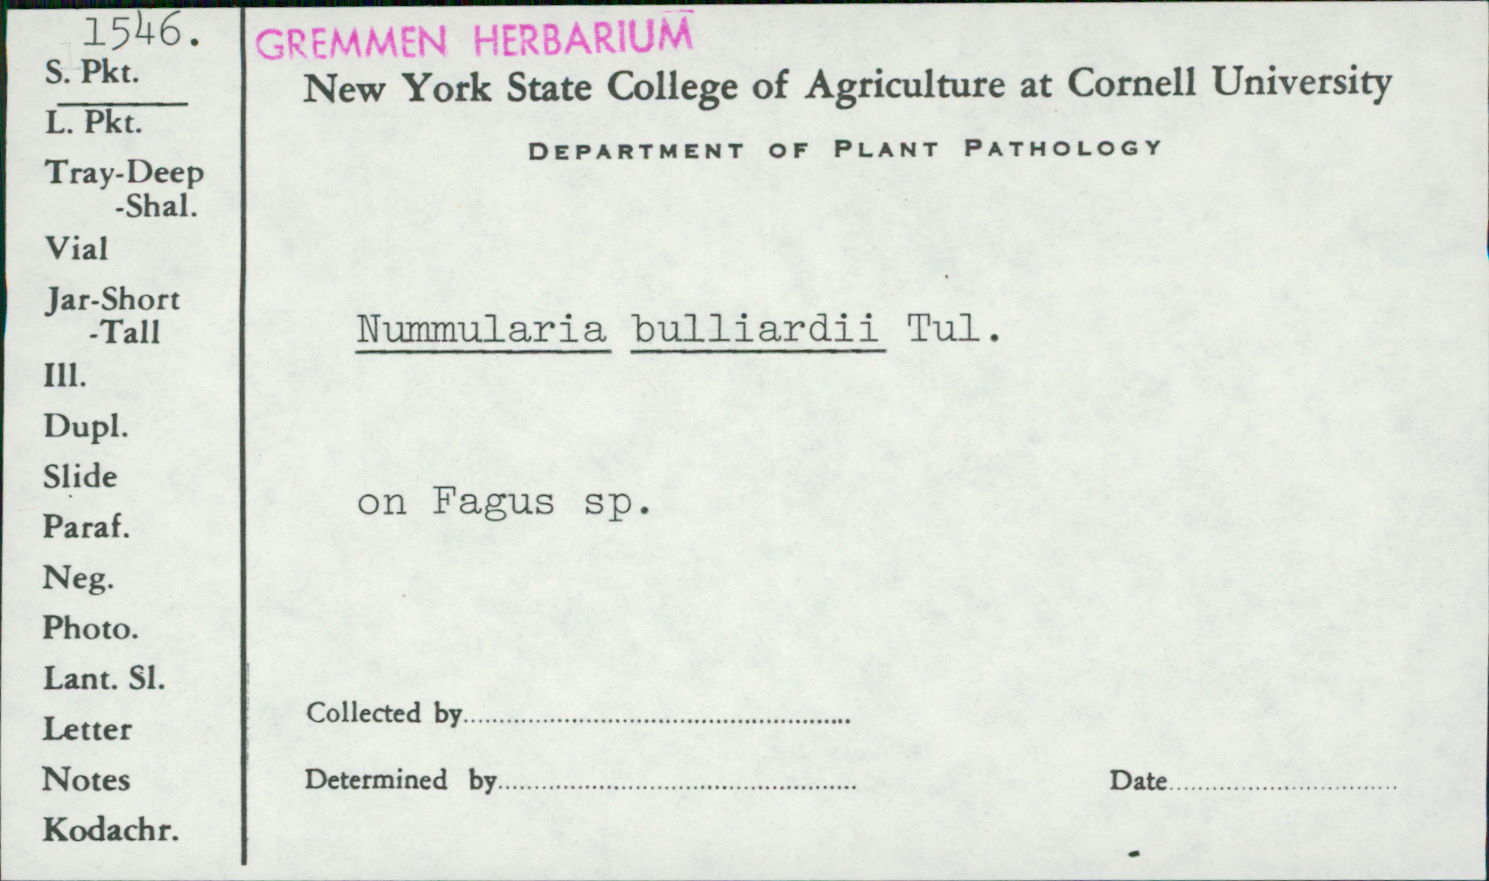 1546.
S. Pkt.
L. Pkt.
Tray-Deep
-Shal.
Vial
Jar-Short
-Tall
Ill.
Dupl.
Slide
Paraf.
Neg.
Photo.
Lant. Sl.
Letter
Notes
Kodachr.
GREMMEN HERBARIUM
New York State College of Agriculture at Cornell University
DEPARTMENT OF PLANT PATHOLOGY
Nummularia bulliardii Tul.
on Fagus sp.
Collected by
Determined by
Date